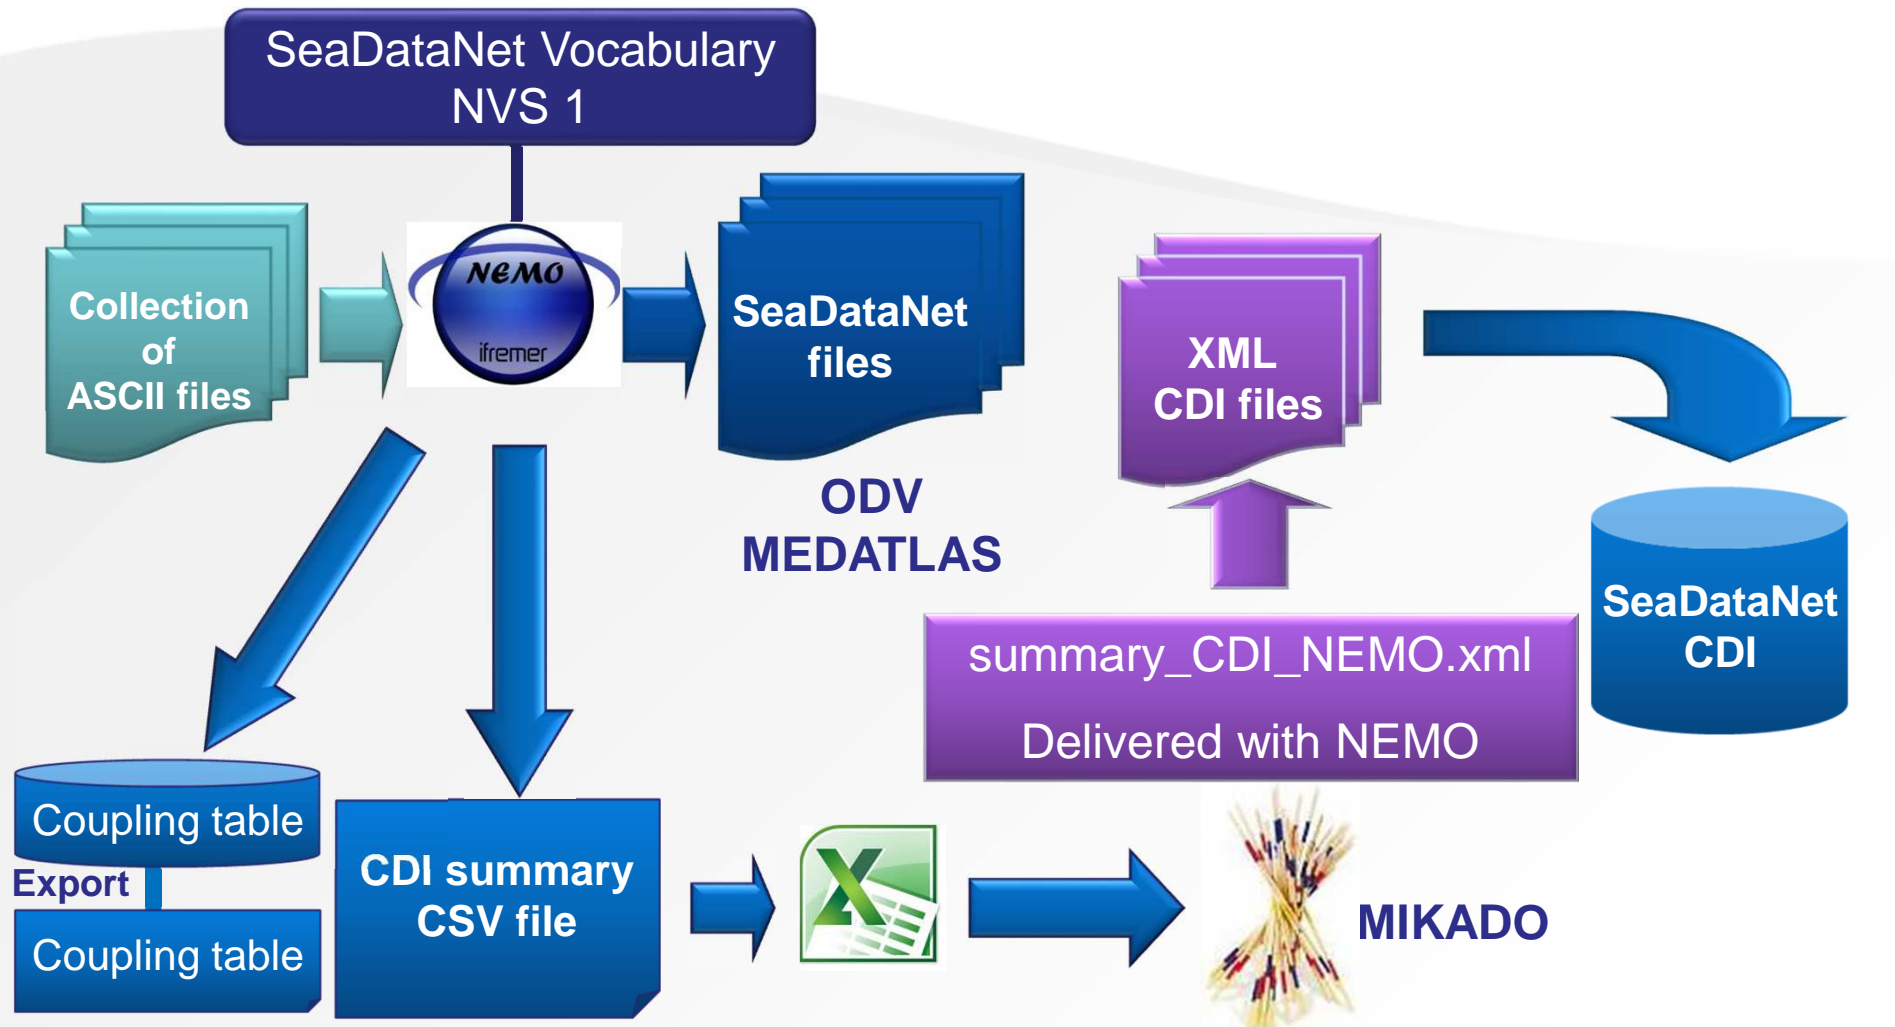 SeaDataNet Vocabulary
NVS 1
Collection
of
ASCII files
NEMO
ifremer
SeaDataNet
files
ODV
MEDATLAS
XML
CDI files
SeaDataNet
CDI
summary_CDI_NEMO.xml
Delivered with NEMO
Coupling table
Export
Coupling table
CDI summary
CSV file
X
MIKADO